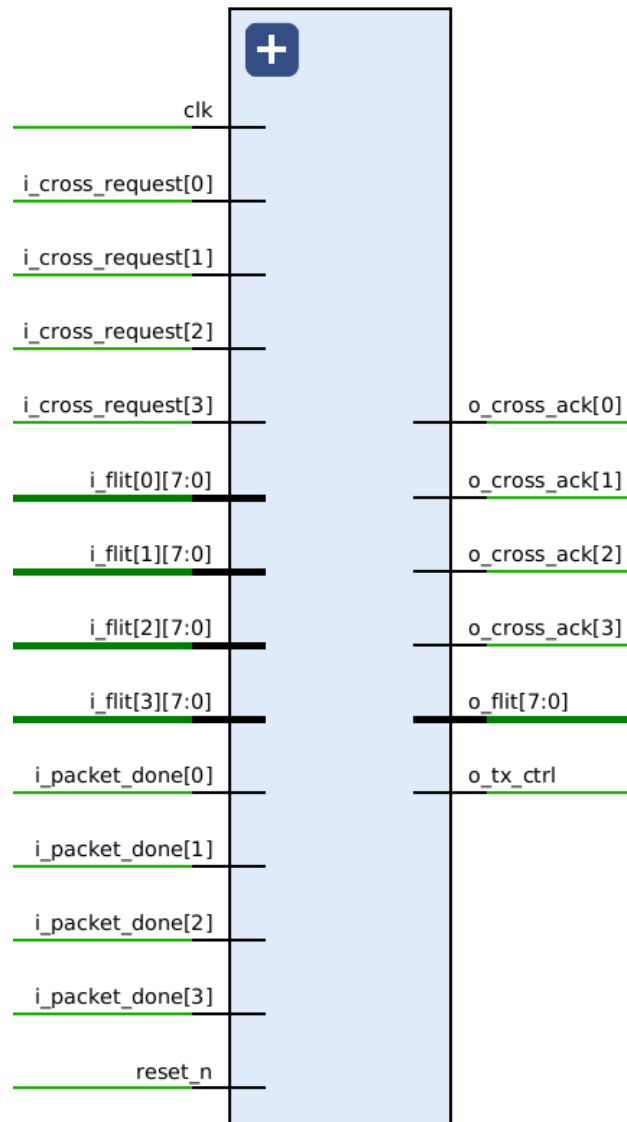 clk
i_cross_request[0]
i_cross_request[1]
i_cross_request[2]
i_cross_request[3]
i_flit[0][7:0]
i_flit[1][7:0]
i_flit[2][7:0]
i_flit[3][7:0]
i_packet_done[0]
i_packet_done[1]
i_packet_done[2]
i_packet_done[3]
reset_n
o_cross_ack[0]
o_cross_ack[1]
o_cross_ack[2]
o_cross_ack[3]
o_flit[7:0]
o_tx_ctrl